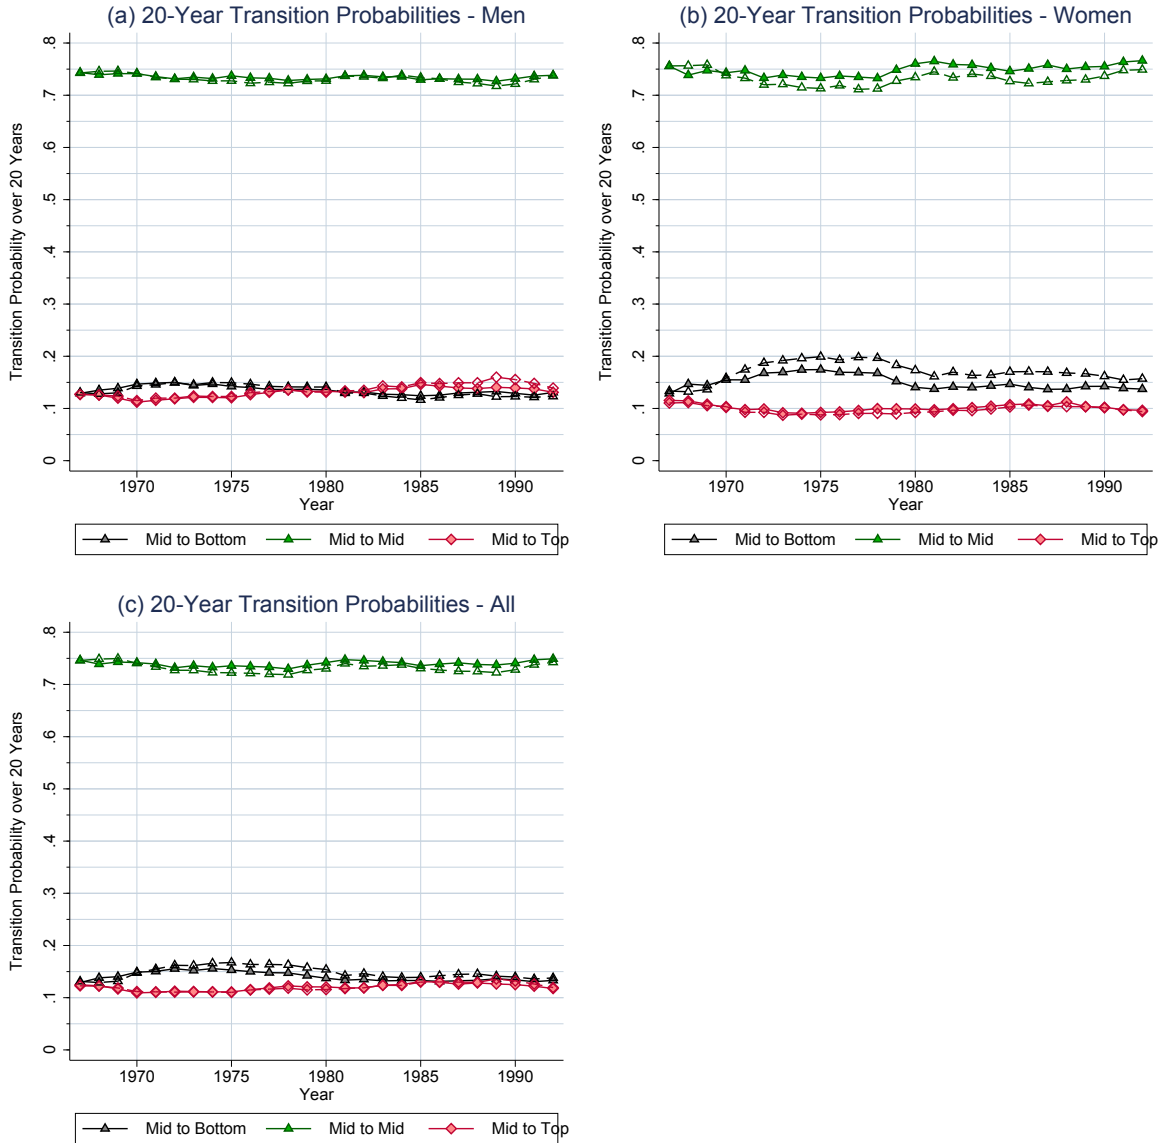 (a) 20-Year Transition Probabilities - Men
Transition Probability over 20 Years
.8
.7
.6
.5
.4
.3
.2
.1
0
1970 1975 1980 1985 1990
Year
Mid to Bottom Mid to Mid Mid to Top
(b) 20-Year Transition Probabilities - Women
Transition Probability over 20 Years
.8
.7
.6
.5
.4
.3
.2
.1
0
1970 1975 1980 1985 1990
Year
Mid to Bottom Mid to Mid Mid to Top
(c) 20-Year Transition Probabilities - All
Transition Probability over 20 Years
.8
.7
.6
.5
.4
.3
.2
.1
0
1970 1975 1980 1985 1990
Year
Mid to Bottom Mid to Mid Mid to Top